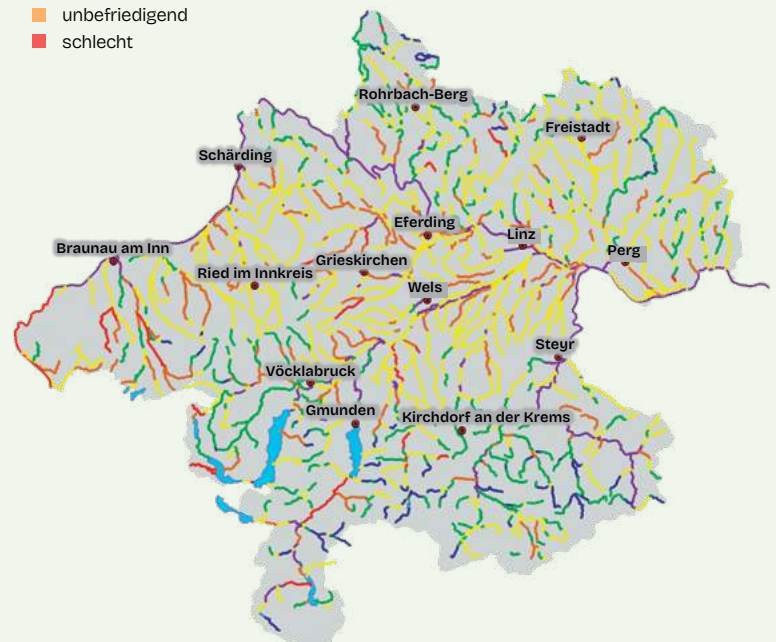 unbefriedigend
schlecht
Rohrbach-Berg
Freistadt
Schärding
Eferding
Linz
Braunau am Inn
Grieskirchen
Perg
Ried im Innkreis
Wels
Steyr
Vöcklabruck
Gmunden
Kirchdorf an der Krems